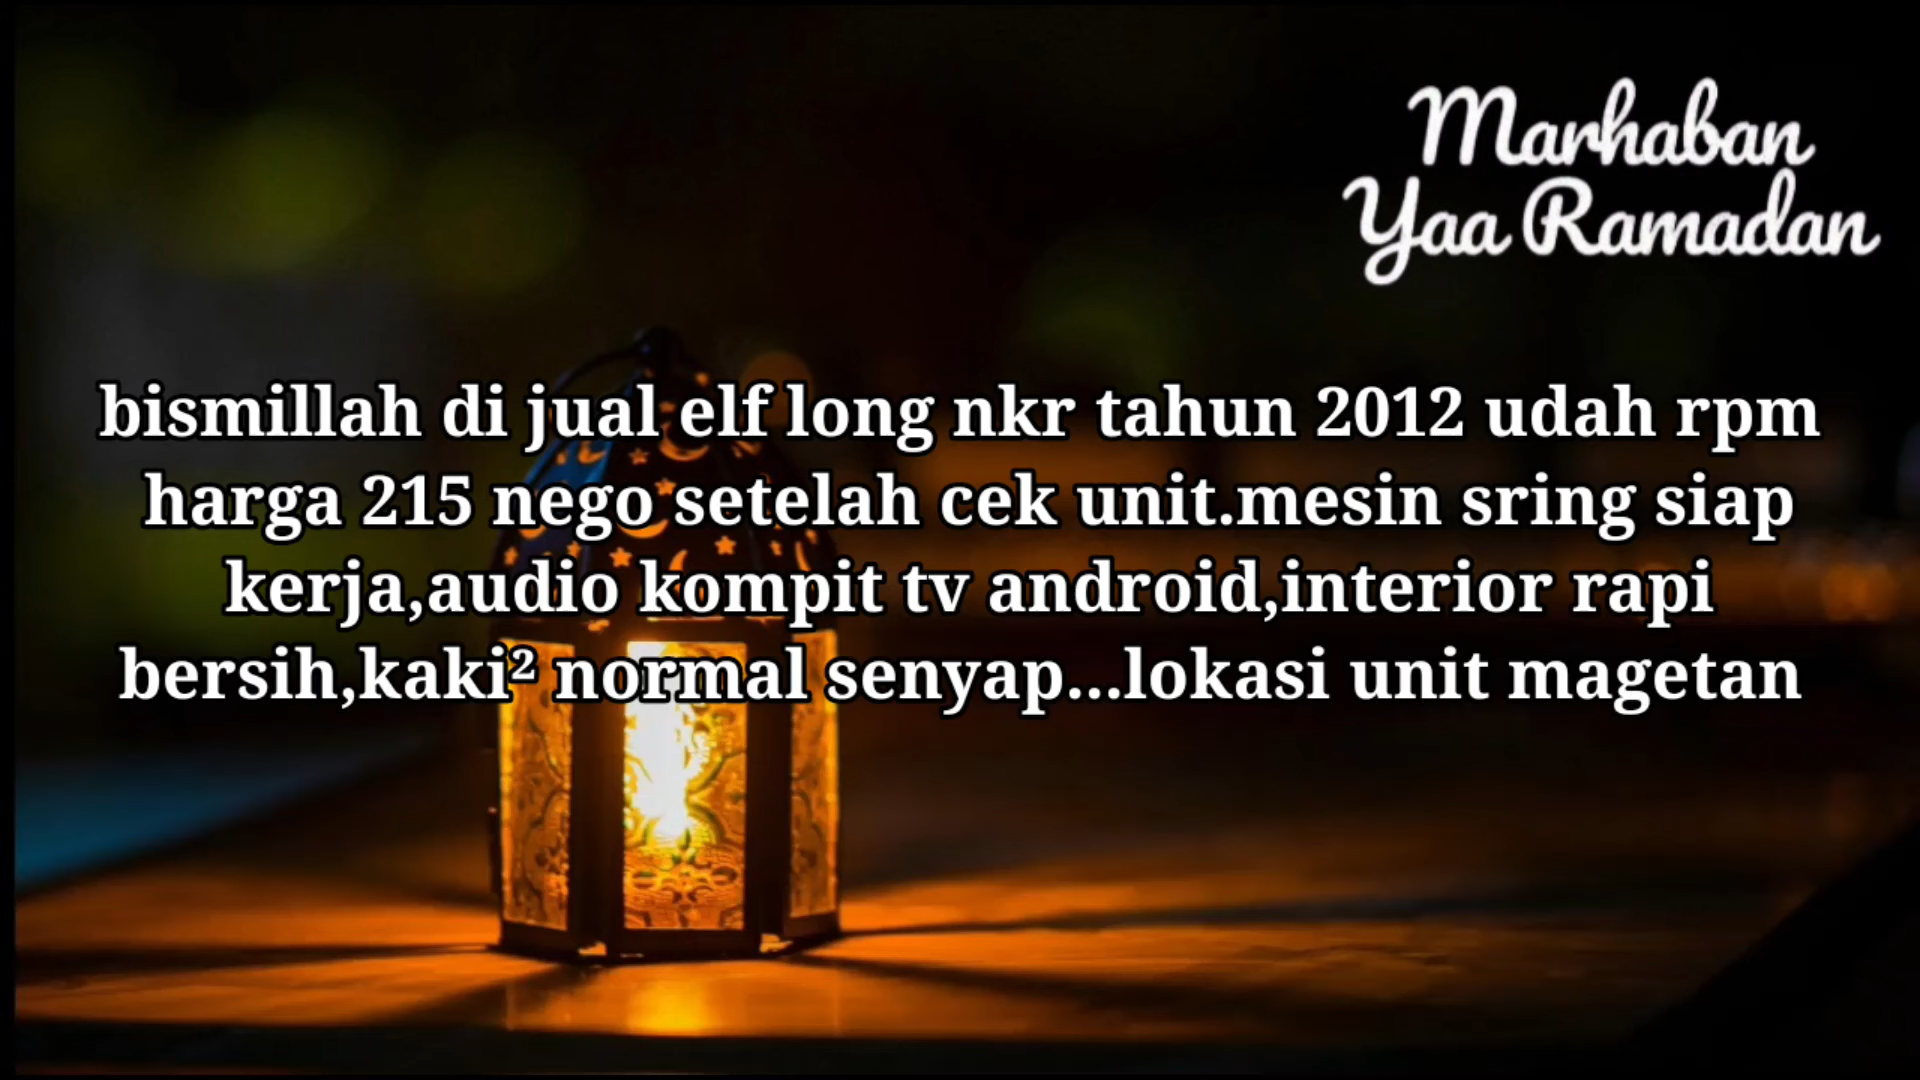 Marhaban
Yaa Ramadan
bismillah di jual elf long nkr tahun 2012 udah rpm
harga 215 nego setelah cek unit.mesin sring siap
kerja,audio kompit tv android,interior rapi
bersih,kaki² normal senyap...lokasi unit magetan